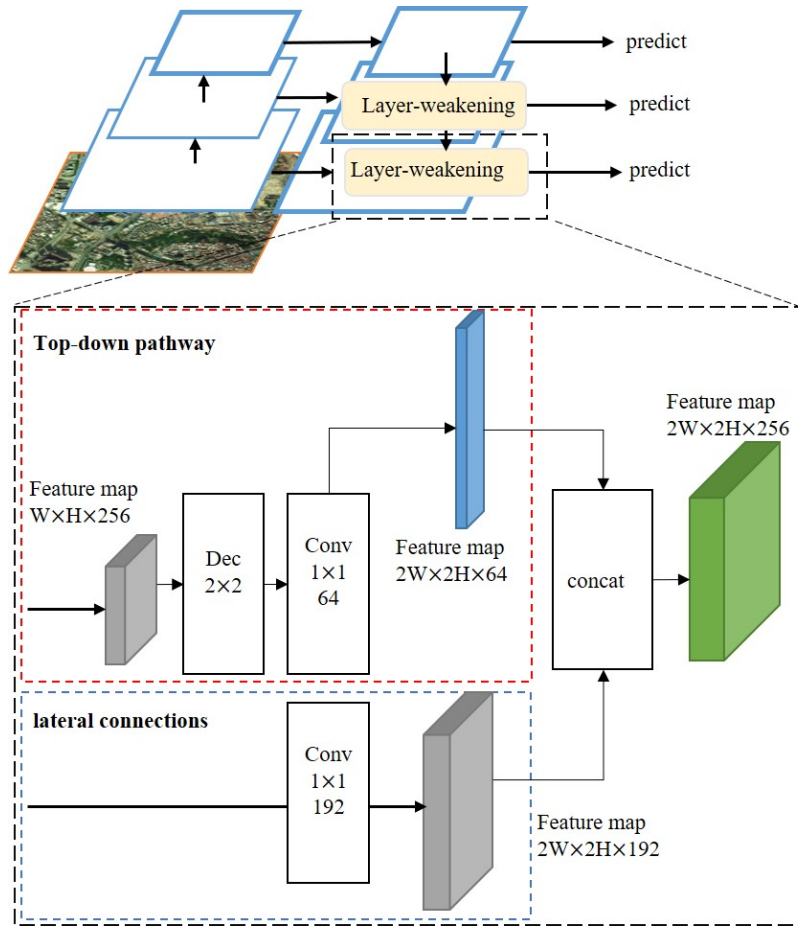 predict
Layer-weakening
predict
Layer-weakening
predict
Top-down pathway
Feature map
W×H×256
Dec
2×2
Conv
1×1
64
Feature map
2W×2H×64
concat
Feature map
2W×2H×256
lateral connections
Conv
1×1
192
Feature map
2W×2H×192